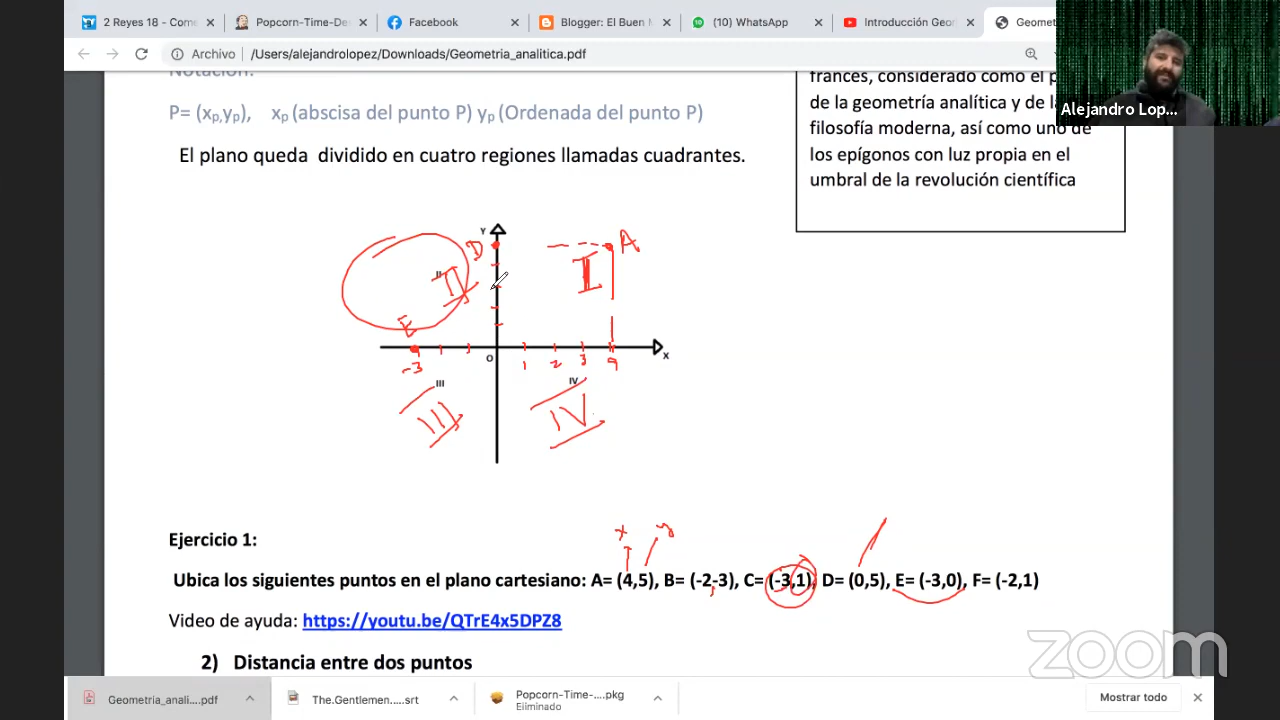 2 Reyes 18 - Come
Popcorn-Time-De
Facebook
Blogger: El Buen
(10) WhatsApp
Introducción Geo
Geome
Archivo | /Users/alejandrolopez/Downloads/Geometria_analitica.pdf
Alejandro Lop...
Notación:
P= (xp,yp), xp (abscisa del punto P) yp (Ordenada del punto P)
El plano queda dividido en cuatro regiones llamadas cuadrantes.
francés, considerado como el
de la geometría analítica y de
filosofía moderna, así como uno de
los epígonos con luz propia en el
umbral de la revolución científica
Y
D
A
II
II
I
E
O
X
-3
1
2
3
4
III
IV
III
IV
x y
Ejercicio 1:
Ubica los siguientes puntos en el plano cartesiano: A= (4,5), B= (-2,-3), C= (-3,1), D= (0,5), E= (-3,0), F= (-2,1)
Video de ayuda: https://youtu.be/QTrE4x5DPZ8
2) Distancia entre dos puntos
zoom
Geometria_anali....pdf
The.Gentlemen.....srt
Popcorn-Time-....pkg
Eliminado
Mostrar todo